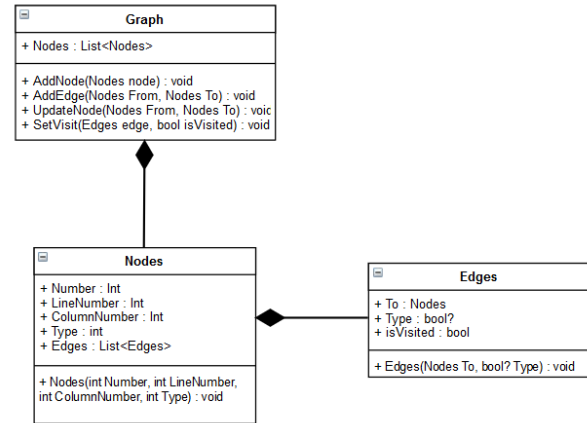 Graph
+ Nodes : List<Nodes>
+ AddNode(Nodes node) : void
+ AddEdge(Nodes From, Nodes To) : void
+ UpdateNode(Nodes From, Nodes To) : void
+ SetVisit(Edges edge, bool isVisited) : void
Nodes
+ Number : Int
+ LineNumber : Int
+ ColumnNumber : Int
+ Type : int
+ Edges : List<Edges>
+ Nodes(int Number, int LineNumber,
int ColumnNumber, int Type) : void
Edges
+ To : Nodes
+ Type : bool?
+ isVisited : bool
+ Edges(Nodes To, bool? Type) : void